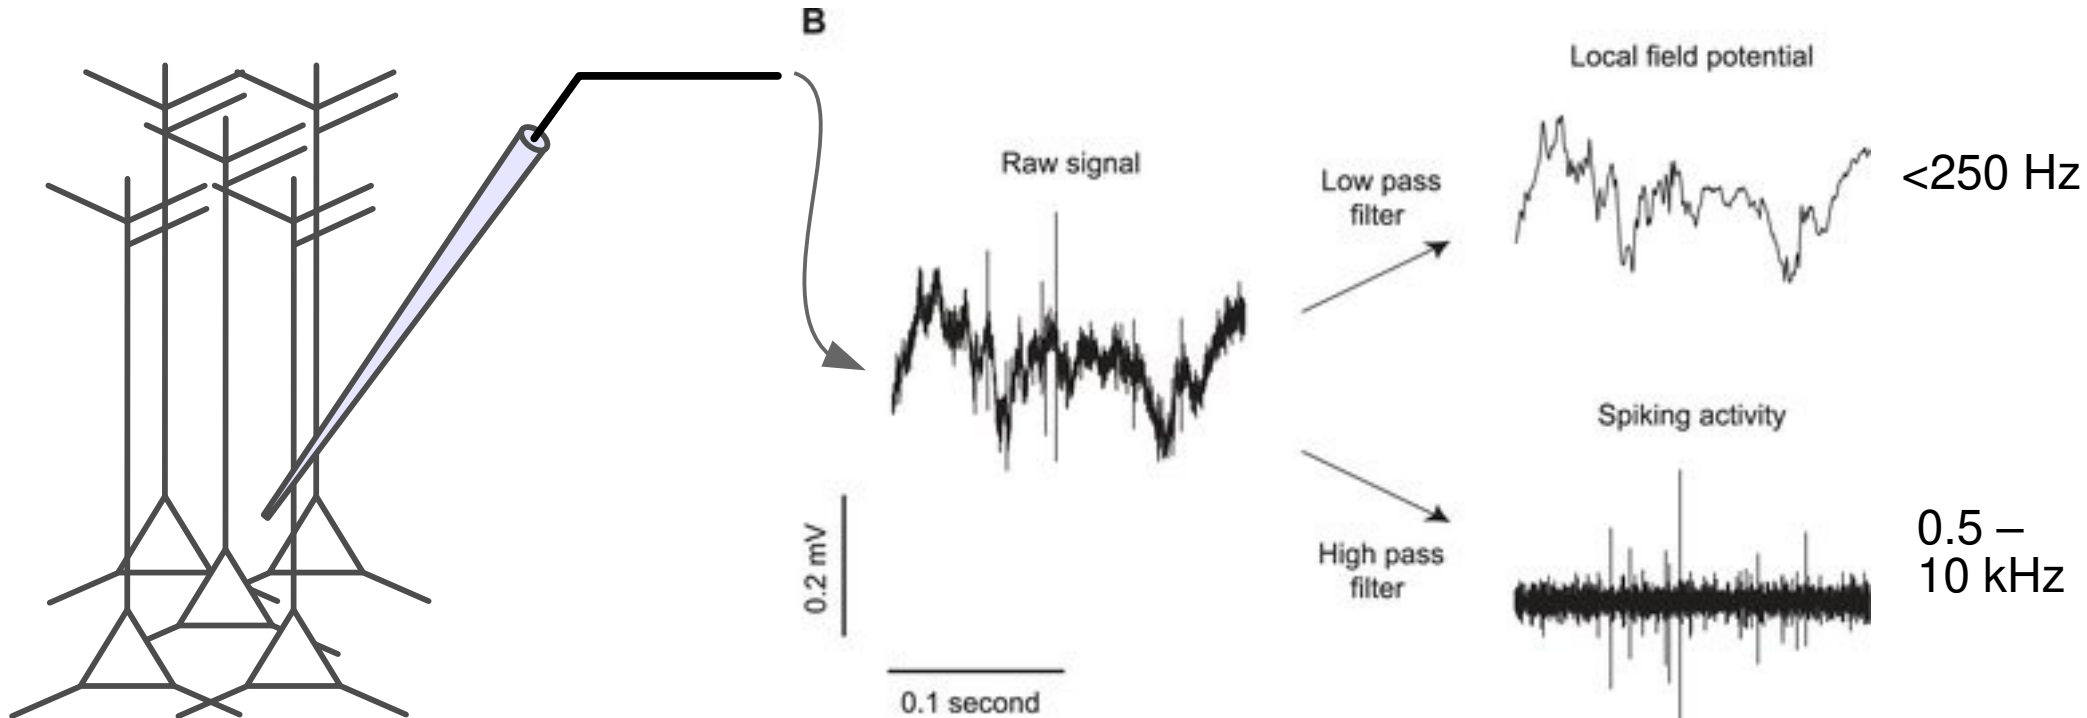 B
Raw signal
0.2 mV
0.1 second
Low pass
filter
Local field potential
<250 Hz
High pass
filter
Spiking activity
0.5 –
10 kHz